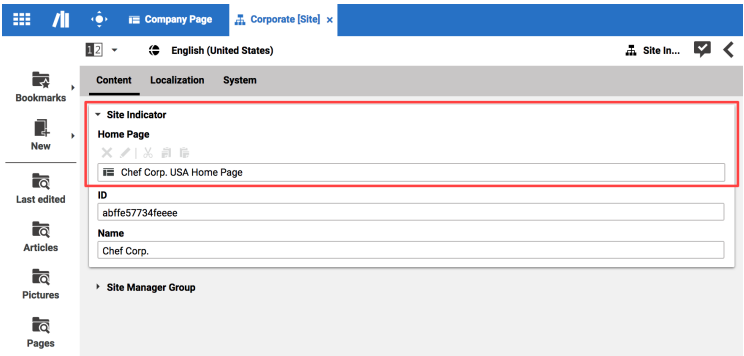 Company Page
Corporate [Site] ×
12
English (United States)
Site In...
Content Localization System
Bookmarks
New
Last edited
Articles
Pictures
Pages
Site Indicator
Home Page
Chef Corp. USA Home Page
ID
abffe57734feeee
Name
Chef Corp.
Site Manager Group